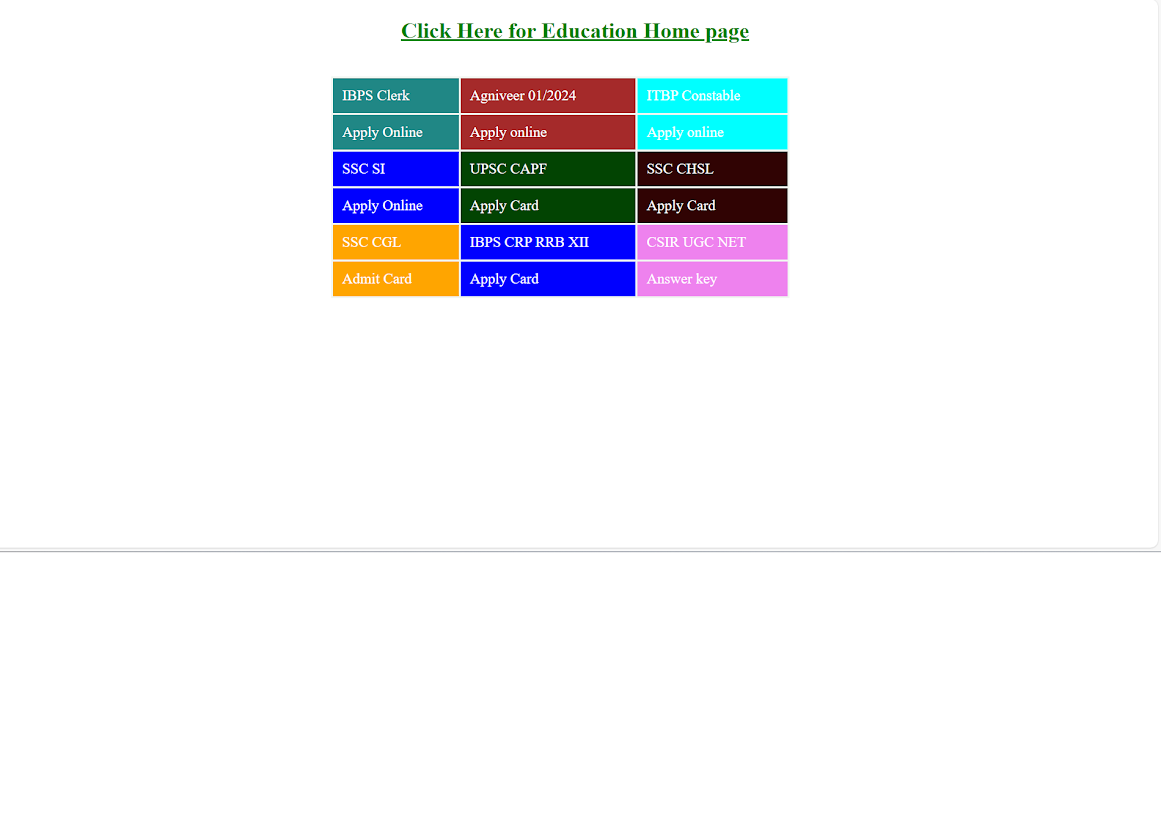 Click Here for Education Home page
IBPS Clerk Agniveer 01/2024 ITBP Constable
Apply Online Apply online Apply online
SSC SI UPSC CAPF SSC CHSL
Apply Online Apply Card Apply Card
SSC CGL IBPS CRP RRB XII CSIR UGC NET
Admit Card Apply Card Answer key